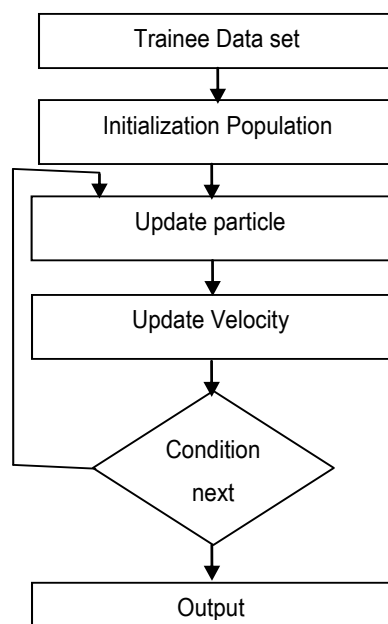 Trainee Data set
Initialization Population
Update particle
Update Velocity
Condition
next
Output